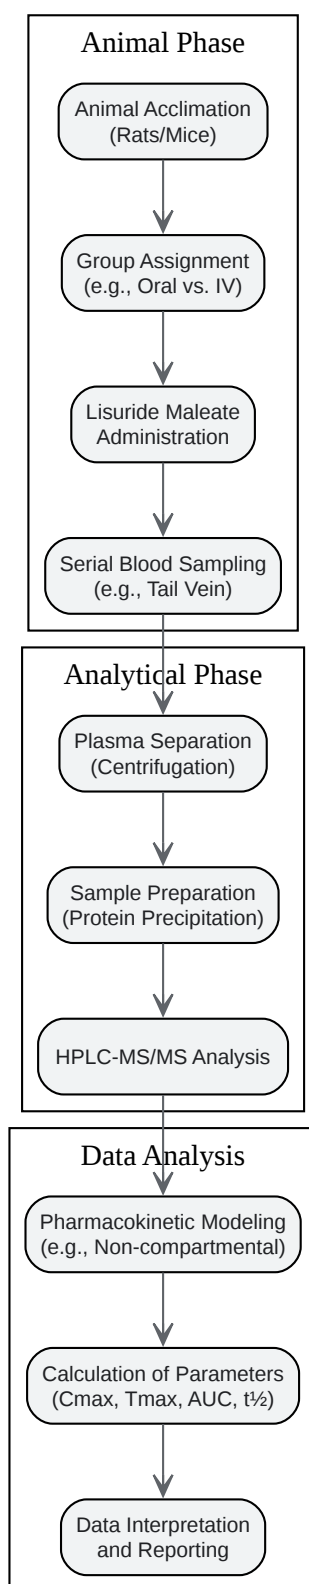 Animal Phase
Animal Acclimation
(Rats/Mice)
Group Assignment
(e.g., Oral vs. IV)
Lisuride Maleate
Administration
Serial Blood Sampling
(e.g., Tail Vein)
Analytical Phase
Plasma Separation
(Centrifugation)
Sample Preparation
(Protein Precipitation)
HPLC-MS/MS Analysis
Data Analysis
Pharmacokinetic Modeling
(e.g., Non-compartmental)
Calculation of Parameters
(Cmax, Tmax, AUC, t½)
Data Interpretation
and Reporting